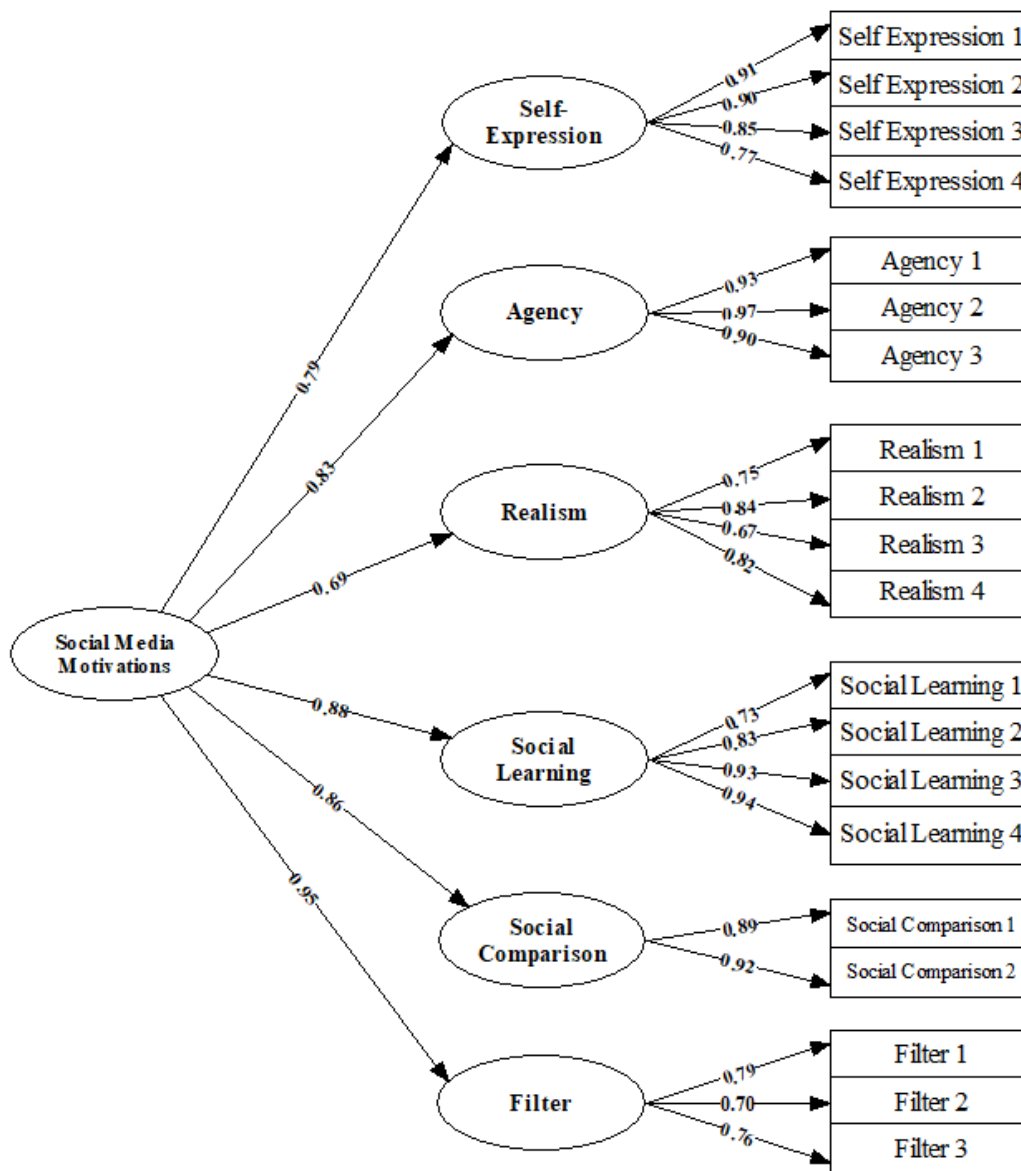 Self-
Expression
0.91
0.90
0.85
0.77
Self Expression 1
Self Expression 2
Self Expression 3
Self Expression 4
0.79
Agency
0.93
0.97
0.90
Agency 1
Agency 2
Agency 3
0.83
Realism
0.75
0.84
0.67
0.82
Realism 1
Realism 2
Realism 3
Realism 4
0.69
Social Media
Motivations
0.88
Social
Learning
0.73
0.83
0.93
0.94
Social Learning 1
Social Learning 2
Social Learning 3
Social Learning 4
0.86
Social
Comparison
0.89
0.92
Social Comparison 1
Social Comparison 2
0.95
Filter
0.79
0.70
0.76
Filter 1
Filter 2
Filter 3